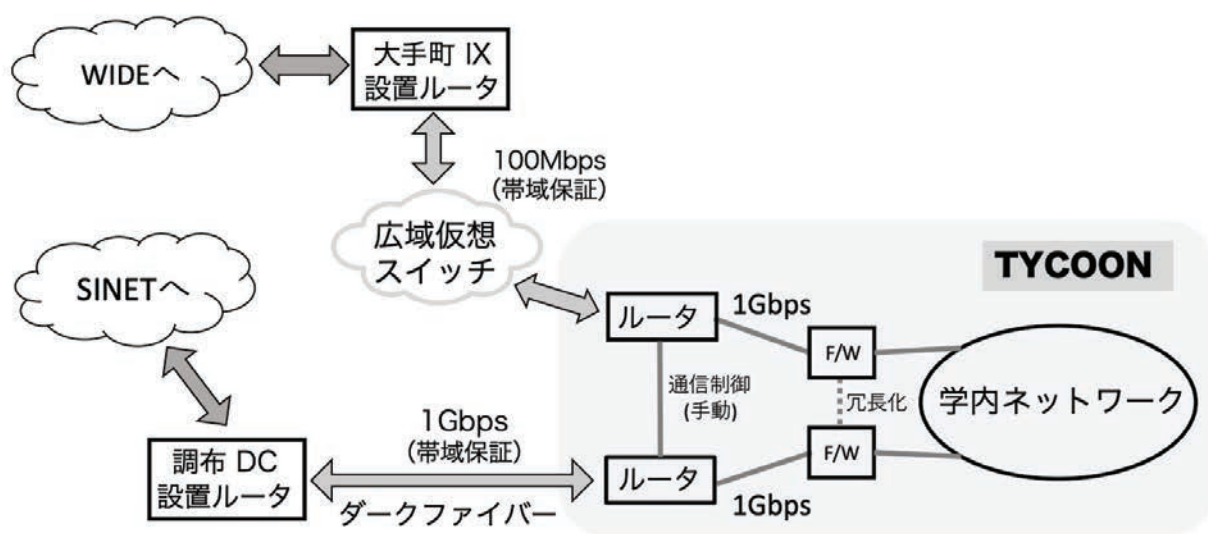 WIDEへ
大手町 IX
設置ルータ
100Mbps
（帯域保証）
広域仮想
スイッチ
SINETへ
TYCOON
ルータ
1Gbps
F/W
通信制御
(手動)
冗長化
学内ネットワーク
1Gbps
（帯域保証）
調布 DC
設置ルータ
ダークファイバー
ルータ
F/W
1Gbps